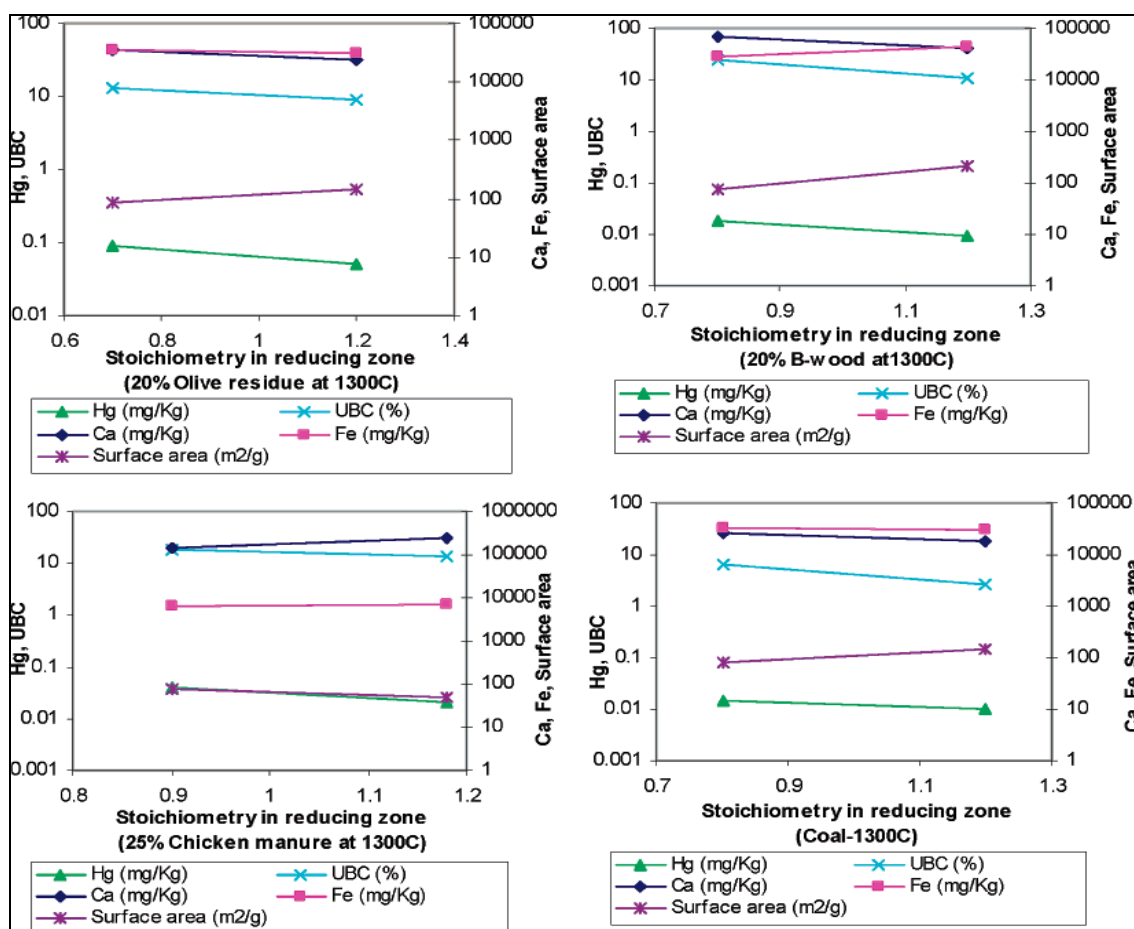 Hg, UBC
100
10
1
0.1
0.01
100000
10000
1000
100
10
1
Ca, Fe, Surface area
0.6 0.8 1 1.2 1.4
Stoichiometry in reducing zone
(20% Olive residue at 1300C)
Hg (mg/Kg) UBC (%)
Ca (mg/Kg) Fe (mg/Kg)
Surface area (m2/g)
Hg, UBC
100
10
1
0.1
0.01
0.001
100000
10000
1000
100
10
1
Ca, Fe, Surface area
0.7 0.9 1.1 1.3
Stoichiometry in reducing zone
(20% B-wood at1300C)
Hg (mg/Kg) UBC (%)
Ca (mg/Kg) Fe (mg/Kg)
Surface area (m2/g)
Hg, UBC
100
10
1
0.1
0.01
0.001
1000000
100000
10000
1000
100
10
1
Ca, Fe, Surface area
0.8 0.9 1 1.1 1.2
Stoichiometry in reducing zone
(25% Chicken manure at 1300C)
Hg (mg/Kg) UBC (%)
Ca (mg/Kg) Fe (mg/Kg)
Surface area (m2/g)
Hg, UBC
100
10
1
0.1
0.01
0.001
100000
10000
1000
100
10
1
Ca, Fe, Surface area
0.7 0.9 1.1 1.3
Stoichiometry in reducing zone
(Coal-1300C)
Hg (mg/Kg) UBC (%)
Ca (mg/Kg) Fe (mg/Kg)
Surface area (m2/g)